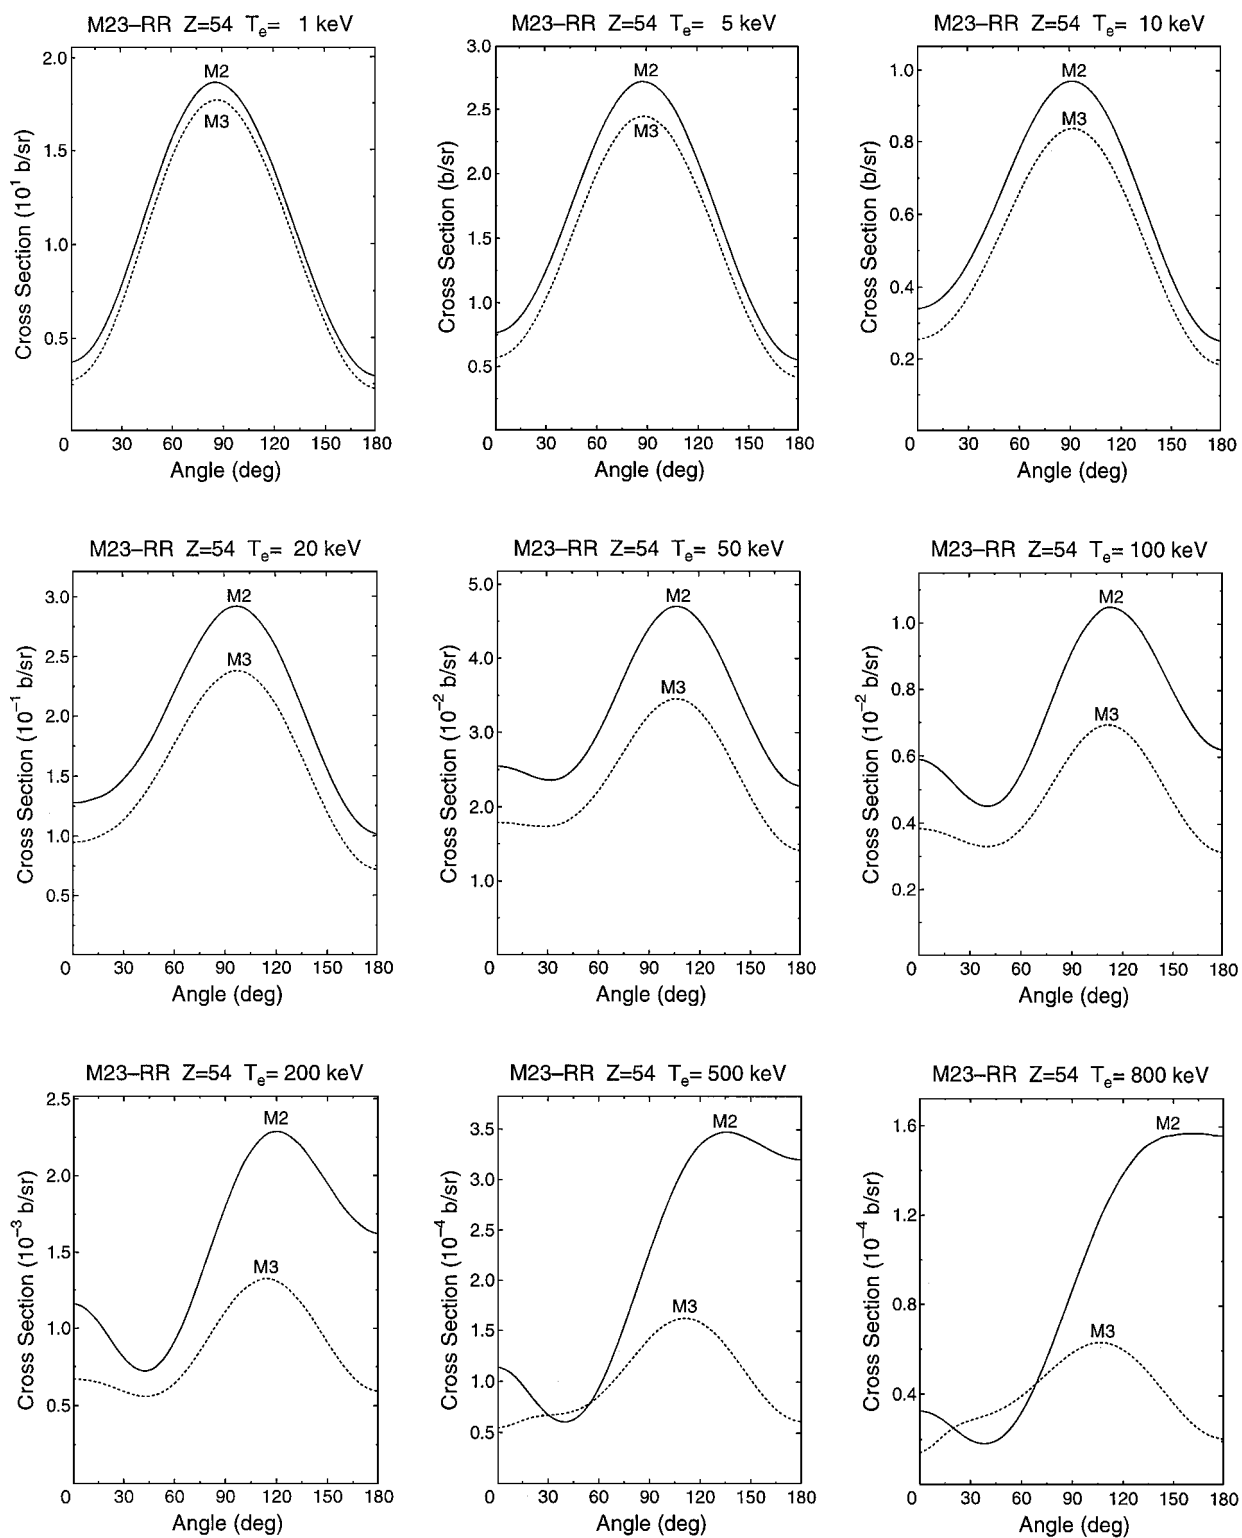 M23–RR Z=54 Tₑ= 1 keV
2.0
1.5
1.0
0.5
Cross Section (10¹ b/sr)
M2
M3
0 30 60 90 120 150 180
Angle (deg)
M23–RR Z=54 Tₑ= 5 keV
3.0
2.5
2.0
1.5
1.0
0.5
Cross Section (b/sr)
M2
M3
0 30 60 90 120 150 180
Angle (deg)
M23–RR Z=54 Tₑ= 10 keV
1.0
0.8
0.6
0.4
0.2
Cross Section (b/sr)
M2
M3
0 30 60 90 120 150 180
Angle (deg)
M23–RR Z=54 Tₑ= 20 keV
3.0
2.5
2.0
1.5
1.0
0.5
Cross Section (10⁻¹ b/sr)
M2
M3
0 30 60 90 120 150 180
Angle (deg)
M23–RR Z=54 Tₑ= 50 keV
5.0
4.0
3.0
2.0
1.0
Cross Section (10⁻² b/sr)
M2
M3
0 30 60 90 120 150 180
Angle (deg)
M23–RR Z=54 Tₑ= 100 keV
1.0
0.8
0.6
0.4
0.2
Cross Section (10⁻² b/sr)
M2
M3
0 30 60 90 120 150 180
Angle (deg)
M23–RR Z=54 Tₑ= 200 keV
2.5
2.0
1.5
1.0
0.5
Cross Section (10⁻³ b/sr)
M2
M3
0 30 60 90 120 150 180
Angle (deg)
M23–RR Z=54 Tₑ= 500 keV
3.5
3.0
2.5
2.0
1.5
1.0
0.5
Cross Section (10⁻⁴ b/sr)
M2
M3
0 30 60 90 120 150 180
Angle (deg)
M23–RR Z=54 Tₑ= 800 keV
1.6
1.2
0.8
0.4
Cross Section (10⁻⁴ b/sr)
M2
M3
0 30 60 90 120 150 180
Angle (deg)